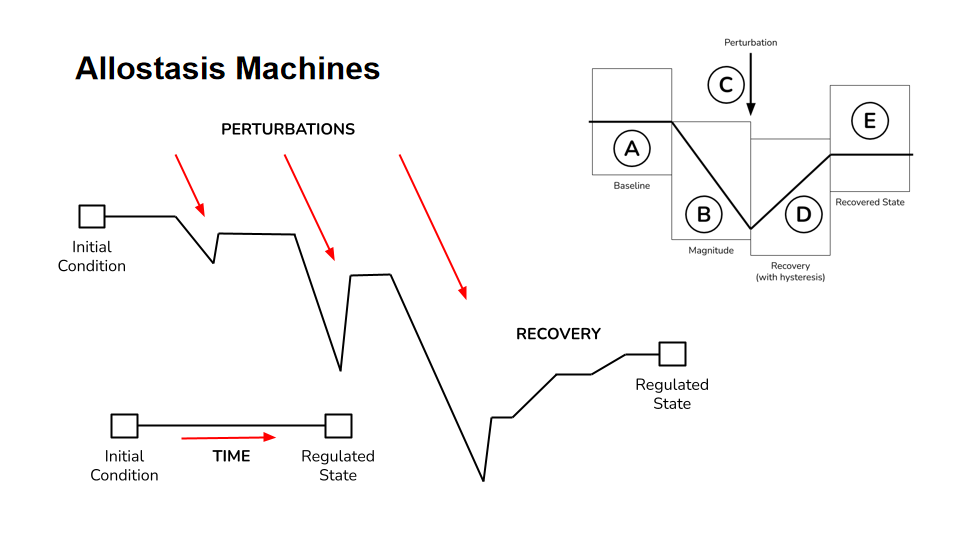 Allostasis Machines
PERTURBATIONS
Initial
Condition
RECOVERY
Regulated
State
Initial
Condition
TIME
Regulated
State
Perturbation
C
A
Baseline
B
Magnitude
D
Recovery
(with hysteresis)
E
Recovered State